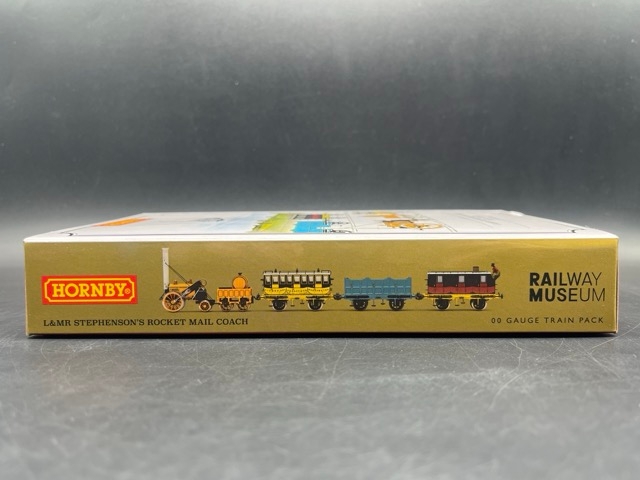 HORNBY
L&MR STEPHENSON'S ROCKET MAIL COACH
RAILWAY
MUSEUM
00 GAUGE TRAIN PACK